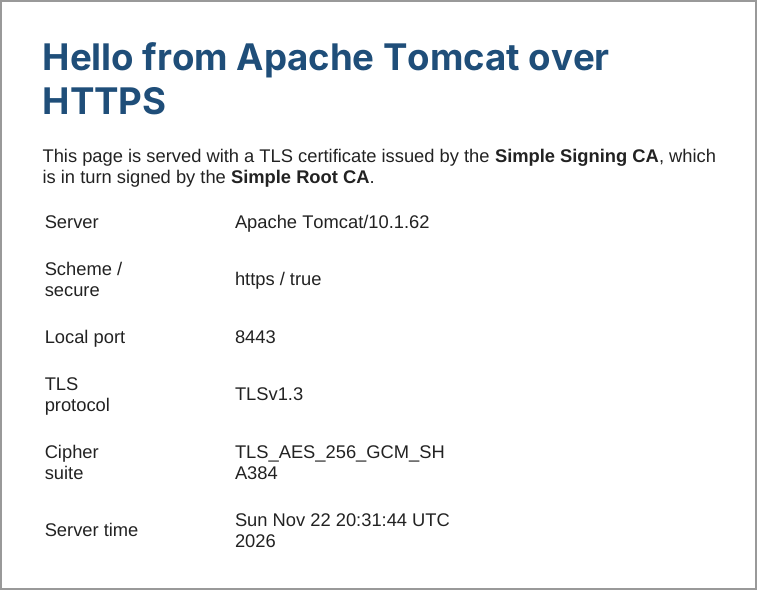 Hello from Apache Tomcat over
HTTPS
This page is served with a TLS certificate issued by the Simple Signing CA, which
is in turn signed by the Simple Root CA.
Server Apache Tomcat/10.1.62
Scheme /
secure https / true
Local port 8443
TLS
protocol TLSv1.3
Cipher TLS_AES_256_GCM_SH
suite A384
Server time Sun Nov 22 20:31:44 UTC
2026